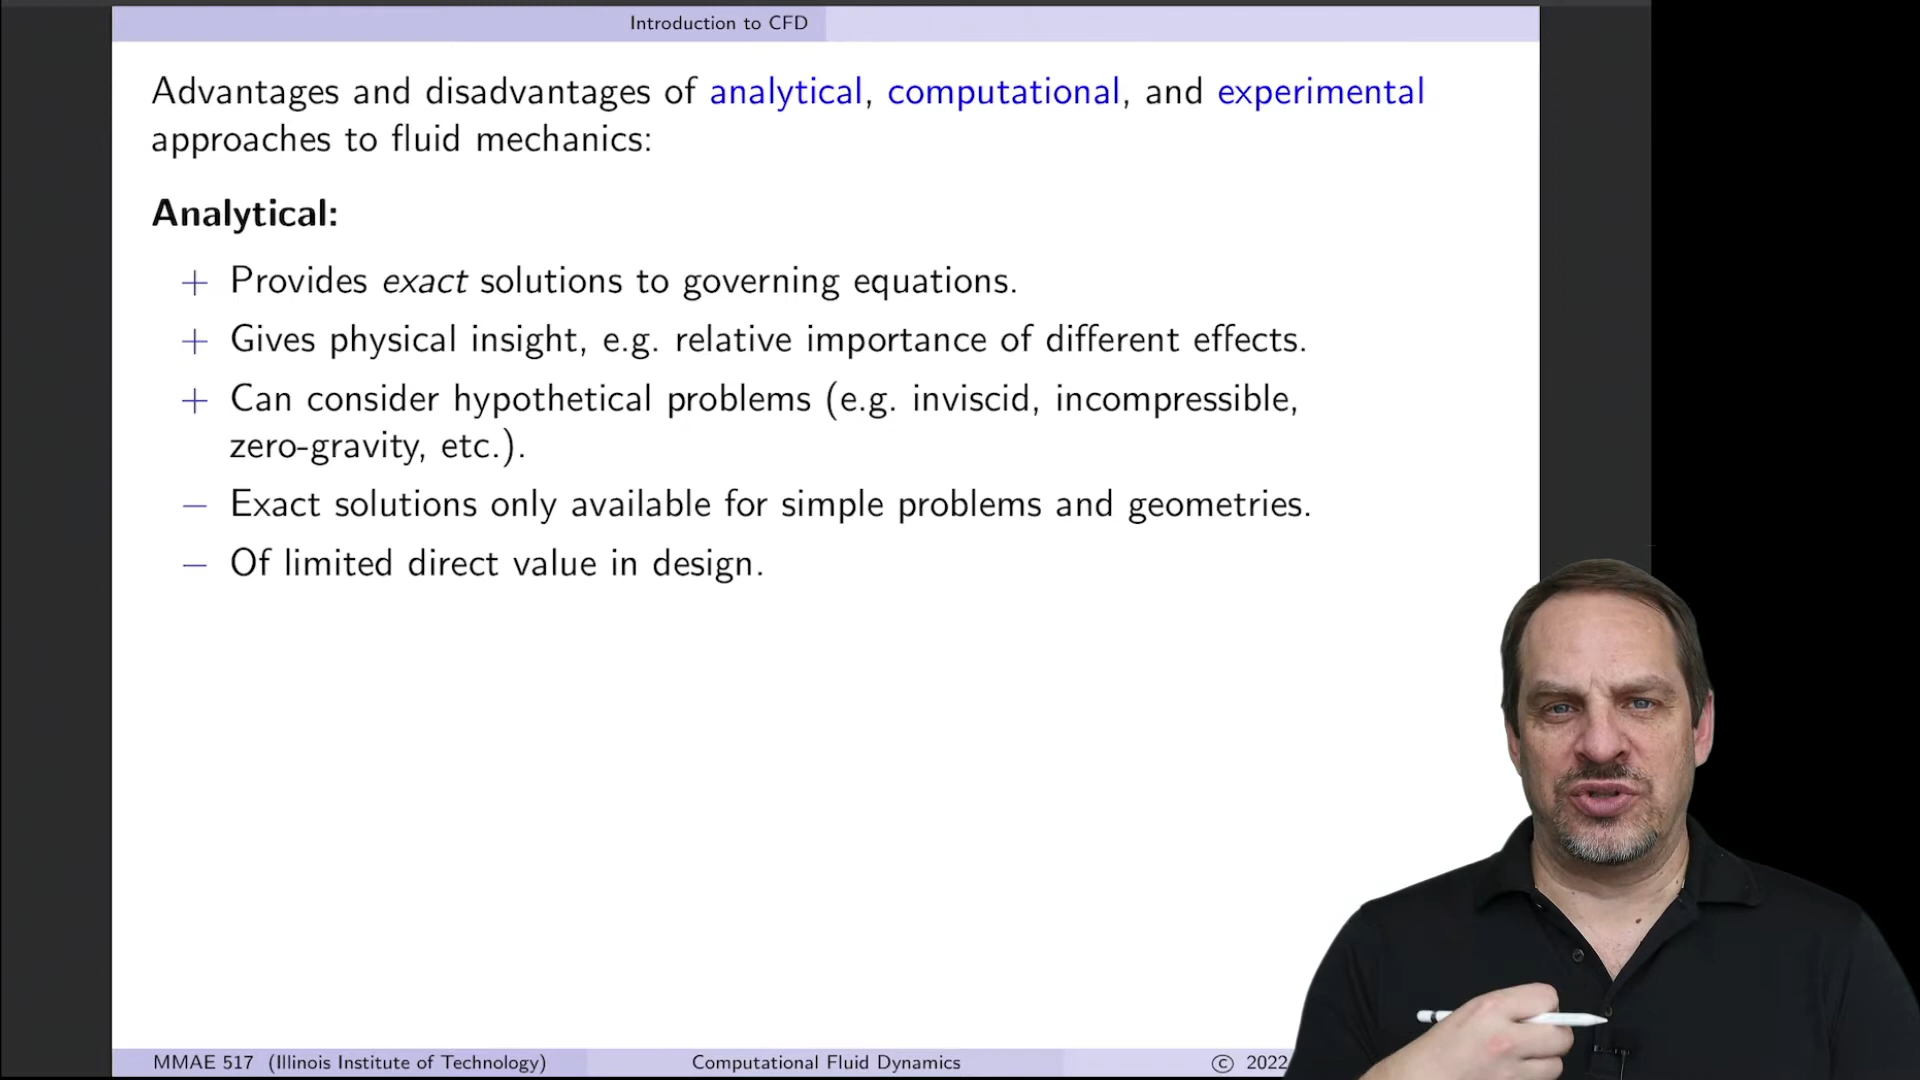 Introduction to CFD
Advantages and disadvantages of analytical, computational, and experimental
approaches to fluid mechanics:
Analytical:
+ Provides exact solutions to governing equations.
+ Gives physical insight, e.g. relative importance of different effects.
+ Can consider hypothetical problems (e.g. inviscid, incompressible,
zero-gravity, etc.).
− Exact solutions only available for simple problems and geometries.
− Of limited direct value in design.
MMAE 517 (Illinois Institute of Technology) Computational Fluid Dynamics © 2022